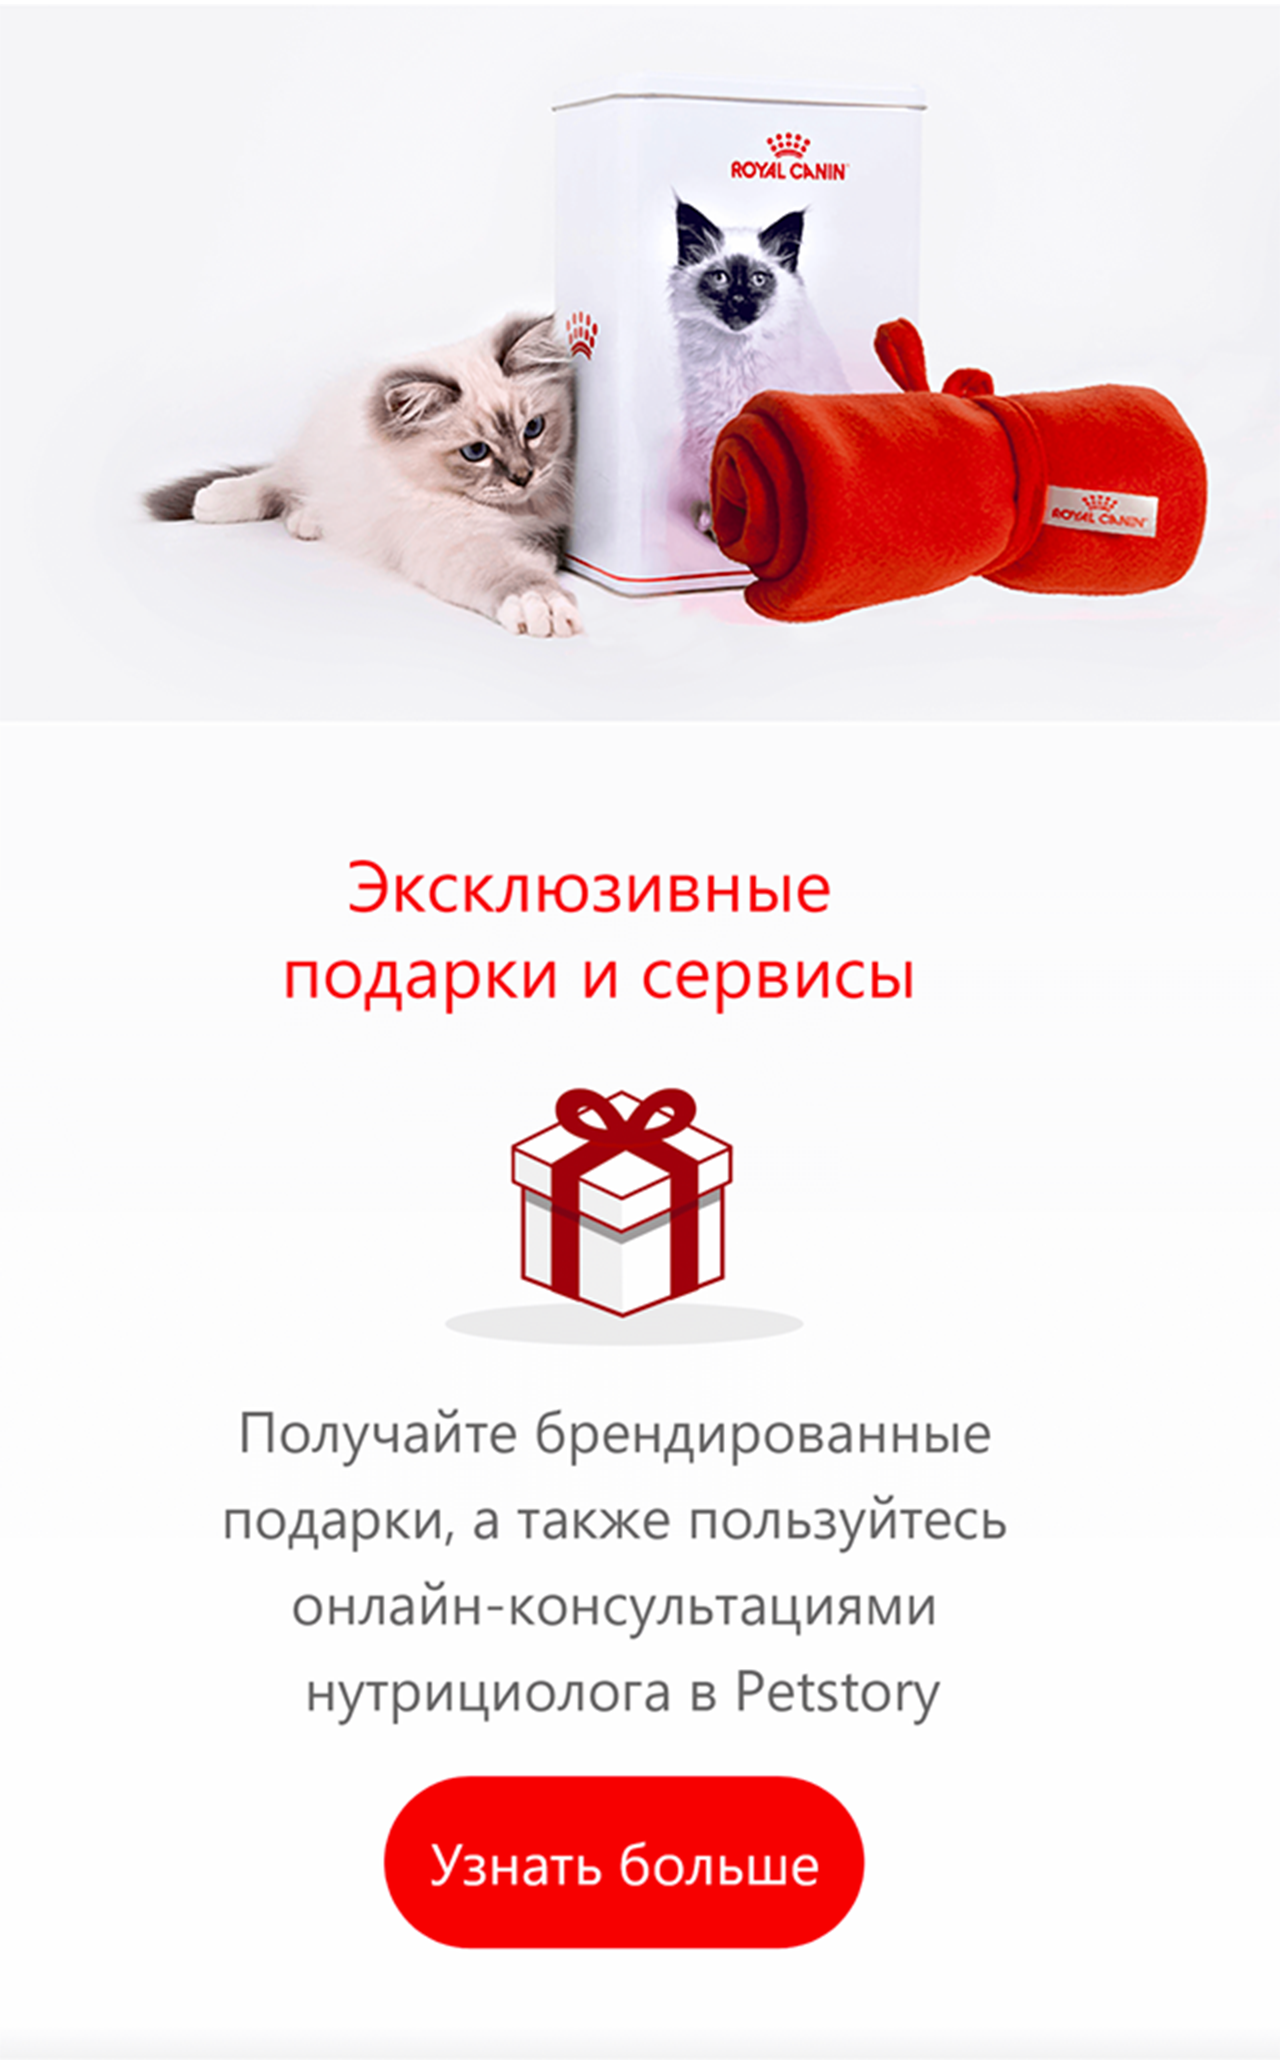 ROYAL CANIN
ROYAL CANIN
Эксклюзивные
подарки и сервисы
Получайте брендированные
подарки, а также пользуйтесь
онлайн-консультациями
нутрициолога в Petstory
Узнать больше